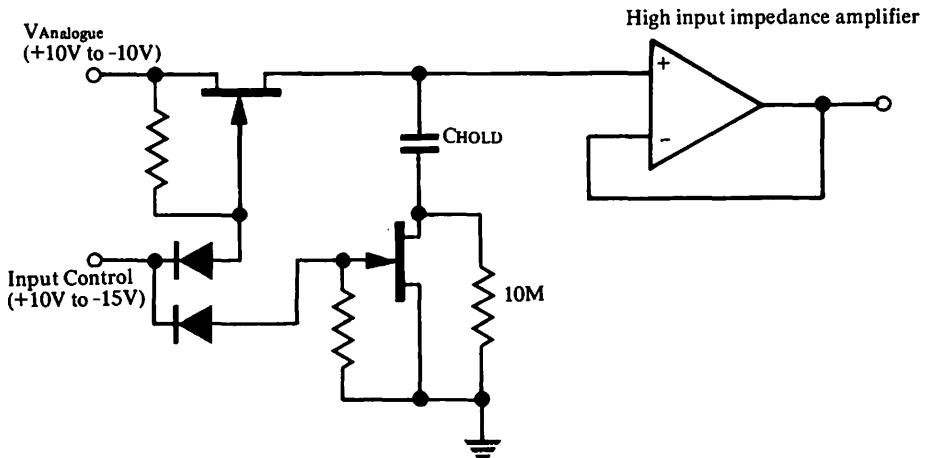 High input impedance amplifier
VAnalogue
(+10V to -10V)
+
CHOLD
-
Input Control
(+10V to -15V)
10M